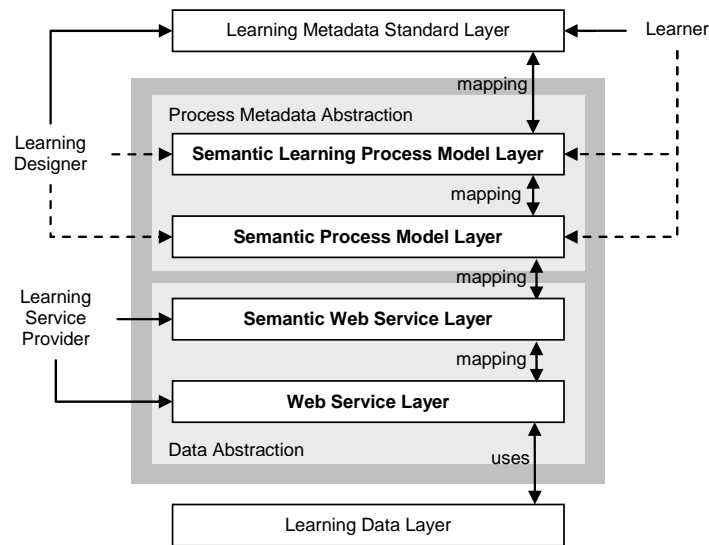 Learning Metadata Standard Layer
Learner
mapping
Process Metadata Abstraction
Learning
Designer
Semantic Learning Process Model Layer
mapping
Semantic Process Model Layer
mapping
Learning
Service
Provider
Semantic Web Service Layer
mapping
Web Service Layer
Data Abstraction
uses
Learning Data Layer